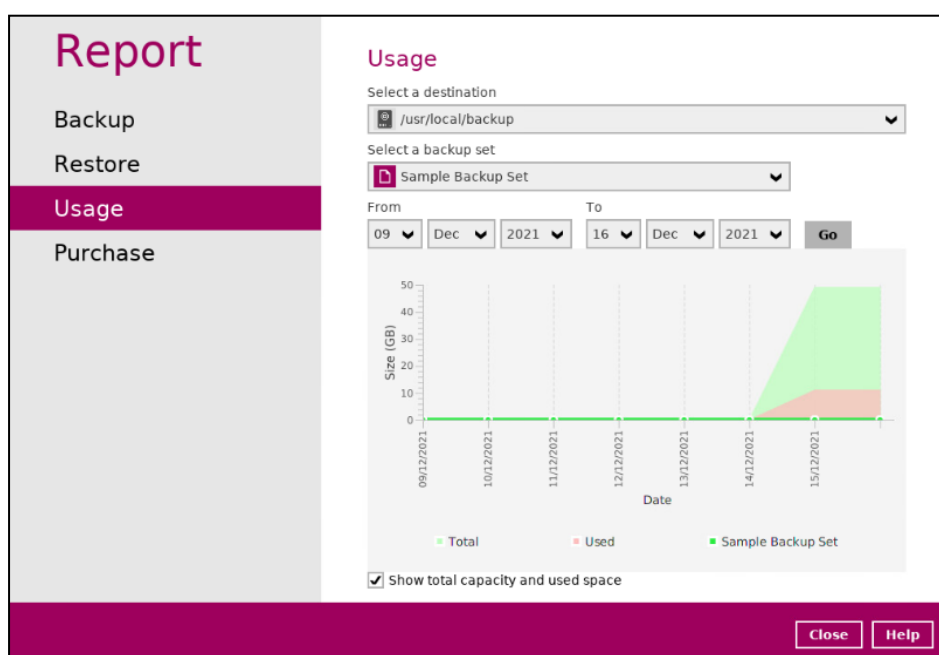 Report
Backup
Restore
Usage
Purchase
Usage
Select a destination
/usr/local/backup
Select a backup set
Sample Backup Set
From To
09 Dec 2021 16 Dec 2021 Go
50
40
30
20
10
0
Size (GB)
09/12/2021 10/12/2021 11/12/2021 12/12/2021 13/12/2021 14/12/2021 15/12/2021
Date
Total Used Sample Backup Set
Show total capacity and used space
Close Help